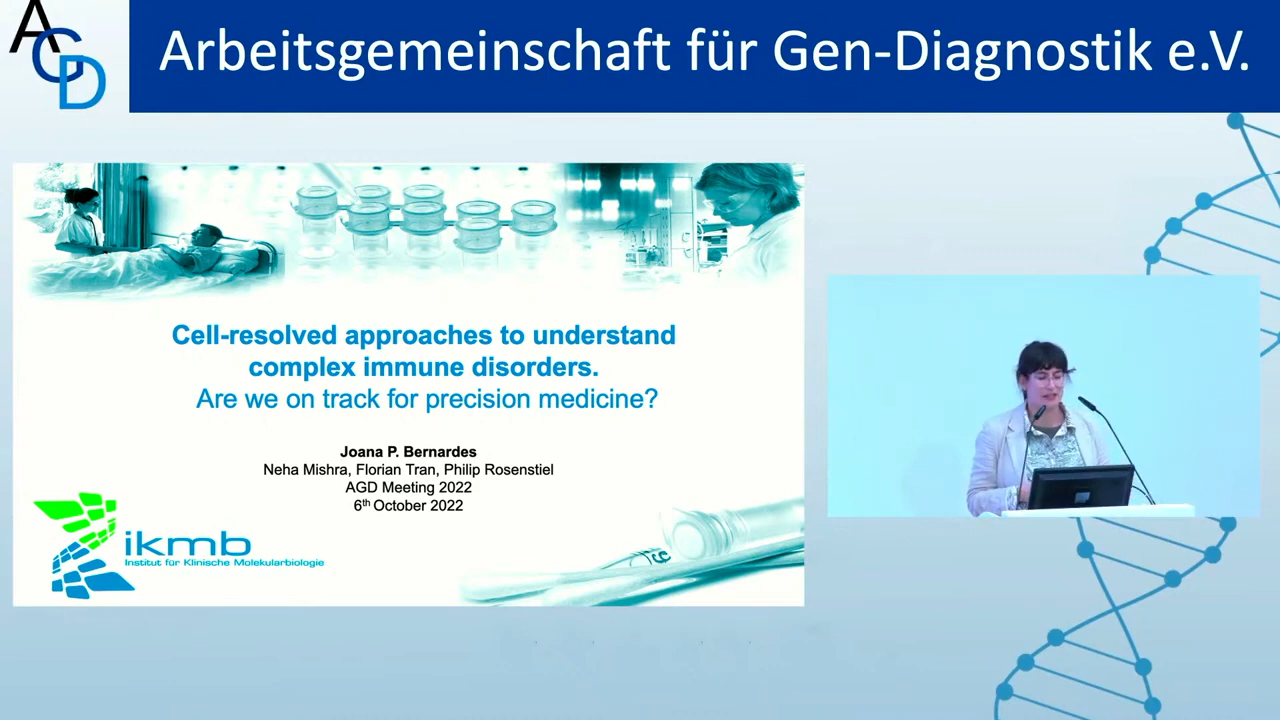 AGD
Arbeitsgemeinschaft für Gen-Diagnostik e.V.
Cell-resolved approaches to understand
complex immune disorders.
Are we on track for precision medicine?
Joana P. Bernardes
Neha Mishra, Florian Tran, Philip Rosenstiel
AGD Meeting 2022
6th October 2022
ikmb
Institut für Klinische Molekularbiologie